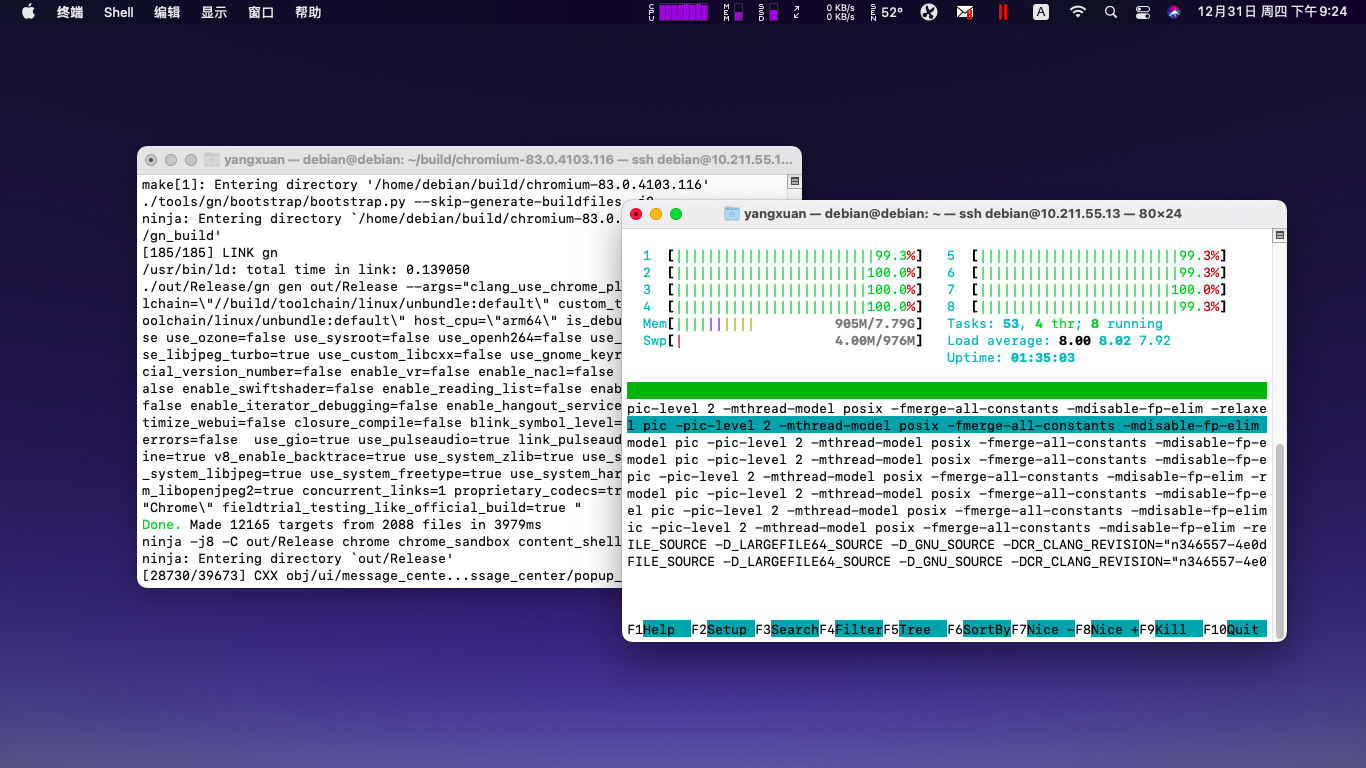 终端 Shell 编辑 显示 窗口 帮助 CPU MEM SSD 0 KB/s 0 KB/s SEN 52° A 12月31日 周四 下午9:24
yangxuan — debian@debian: ~/build/chromium-83.0.4103.116 — ssh debian@10.211.55.1...
make[1]: Entering directory '/home/debian/build/chromium-83.0.4103.116'
./tools/gn/bootstrap/bootstrap.py --skip-generate-buildfiles -j8
ninja: Entering directory `/home/debian/build/chromium-83.0.
/gn_build'
[185/185] LINK gn
/usr/bin/ld: total time in link: 0.139050
./out/Release/gn gen out/Release --args="clang_use_chrome_pl
lchain=\"//build/toolchain/linux/unbundle:default\" custom_t
oolchain/linux/unbundle:default\" host_cpu=\"arm64\" is_debu
se use_ozone=false use_sysroot=false use_openh264=false use_
se_libjpeg_turbo=true use_custom_libcxx=false use_gnome_keyr
cial_version_number=false enable_vr=false enable_nacl=false
alse enable_swiftshader=false enable_reading_list=false enab
false enable_iterator_debugging=false enable_hangout_service
timize_webui=false closure_compile=false blink_symbol_level=
errors=false  use_gio=true use_pulseaudio=true link_pulseaud
ine=true v8_enable_backtrace=true use_system_zlib=true use_s
_system_libjpeg=true use_system_freetype=true use_system_har
m_libopenjpeg2=true concurrent_links=1 proprietary_codecs=tr
"Chrome\" fieldtrial_testing_like_official_build=true "
Done. Made 12165 targets from 2088 files in 3979ms
ninja -j8 -C out/Release chrome chrome_sandbox content_shell
ninja: Entering directory `out/Release'
[28730/39673] CXX obj/ui/message_cente...ssage_center/popup_
yangxuan — debian@debian: ~ — ssh debian@10.211.55.13 — 80×24
1 [||||||||||||||||||||||||| 99.3%] 5 [||||||||||||||||||||||||| 99.3%]
2 [||||||||||||||||||||||||100.0%] 6 [||||||||||||||||||||||||| 99.3%]
3 [||||||||||||||||||||||||100.0%] 7 [||||||||||||||||||||||||100.0%]
4 [||||||||||||||||||||||||100.0%] 8 [||||||||||||||||||||||||| 99.3%]
Mem[|||||||||| 905M/7.79G] Tasks: 53, 4 thr; 8 running
Swp[| 4.00M/976M] Load average: 8.00 8.02 7.92
Uptime: 01:35:03
pic-level 2 -mthread-model posix -fmerge-all-constants -mdisable-fp-elim -relaxe
l pic -pic-level 2 -mthread-model posix -fmerge-all-constants -mdisable-fp-elim
model pic -pic-level 2 -mthread-model posix -fmerge-all-constants -mdisable-fp-e
model pic -pic-level 2 -mthread-model posix -fmerge-all-constants -mdisable-fp-e
pic -pic-level 2 -mthread-model posix -fmerge-all-constants -mdisable-fp-elim -r
model pic -pic-level 2 -mthread-model posix -fmerge-all-constants -mdisable-fp-e
el pic -pic-level 2 -mthread-model posix -fmerge-all-constants -mdisable-fp-elim
ic -pic-level 2 -mthread-model posix -fmerge-all-constants -mdisable-fp-elim -re
ILE_SOURCE -D_LARGEFILE64_SOURCE -D_GNU_SOURCE -DCR_CLANG_REVISION="n346557-4e0d
FILE_SOURCE -D_LARGEFILE64_SOURCE -D_GNU_SOURCE -DCR_CLANG_REVISION="n346557-4e0
F1Help F2Setup F3SearchF4FilterF5Tree F6SortByF7Nice -F8Nice +F9Kill F10Quit